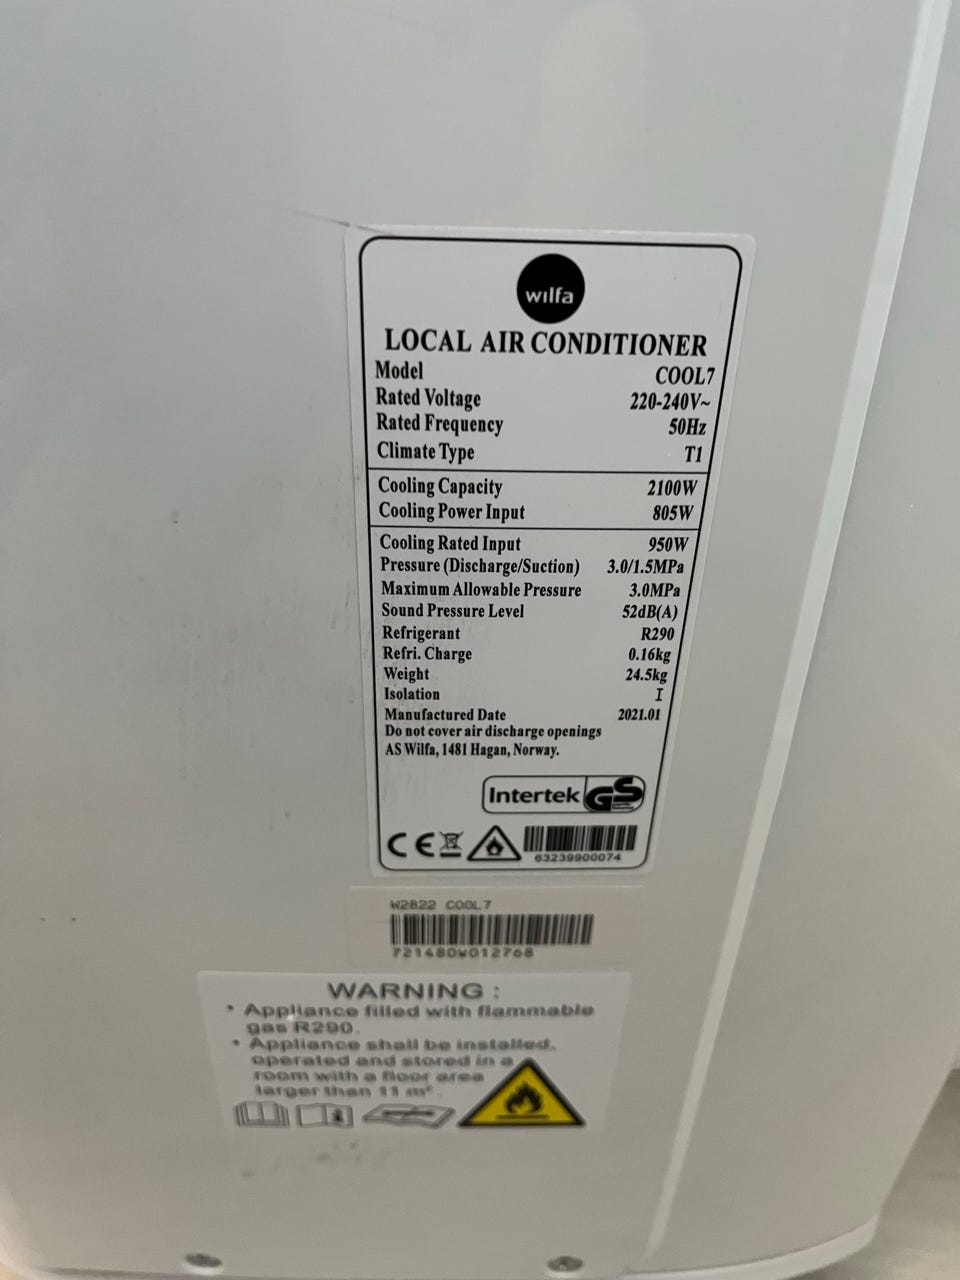 wilfa
LOCAL AIR CONDITIONER
Model COOL7
Rated Voltage 220-240V~
Rated Frequency 50Hz
Climate Type T1
Cooling Capacity 2100W
Cooling Power Input 805W
Cooling Rated Input 950W
Pressure (Discharge/Suction) 3.0/1.5MPa
Maximum Allowable Pressure 3.0MPa
Sound Pressure Level 52dB(A)
Refrigerant R290
Refri. Charge 0.16kg
Weight 24.5kg
Isolation I
Manufactured Date 2021.01
Do not cover air discharge openings
AS Wilfa, 1481 Hagan, Norway.
Intertek GS
CE
63239900074
W2822 COOL7
721480W012768
WARNING :
• Appliance filled with flammable
gas R290.
• Appliance shall be installed,
operated and stored in a
room with a floor area
larger than 11 m².